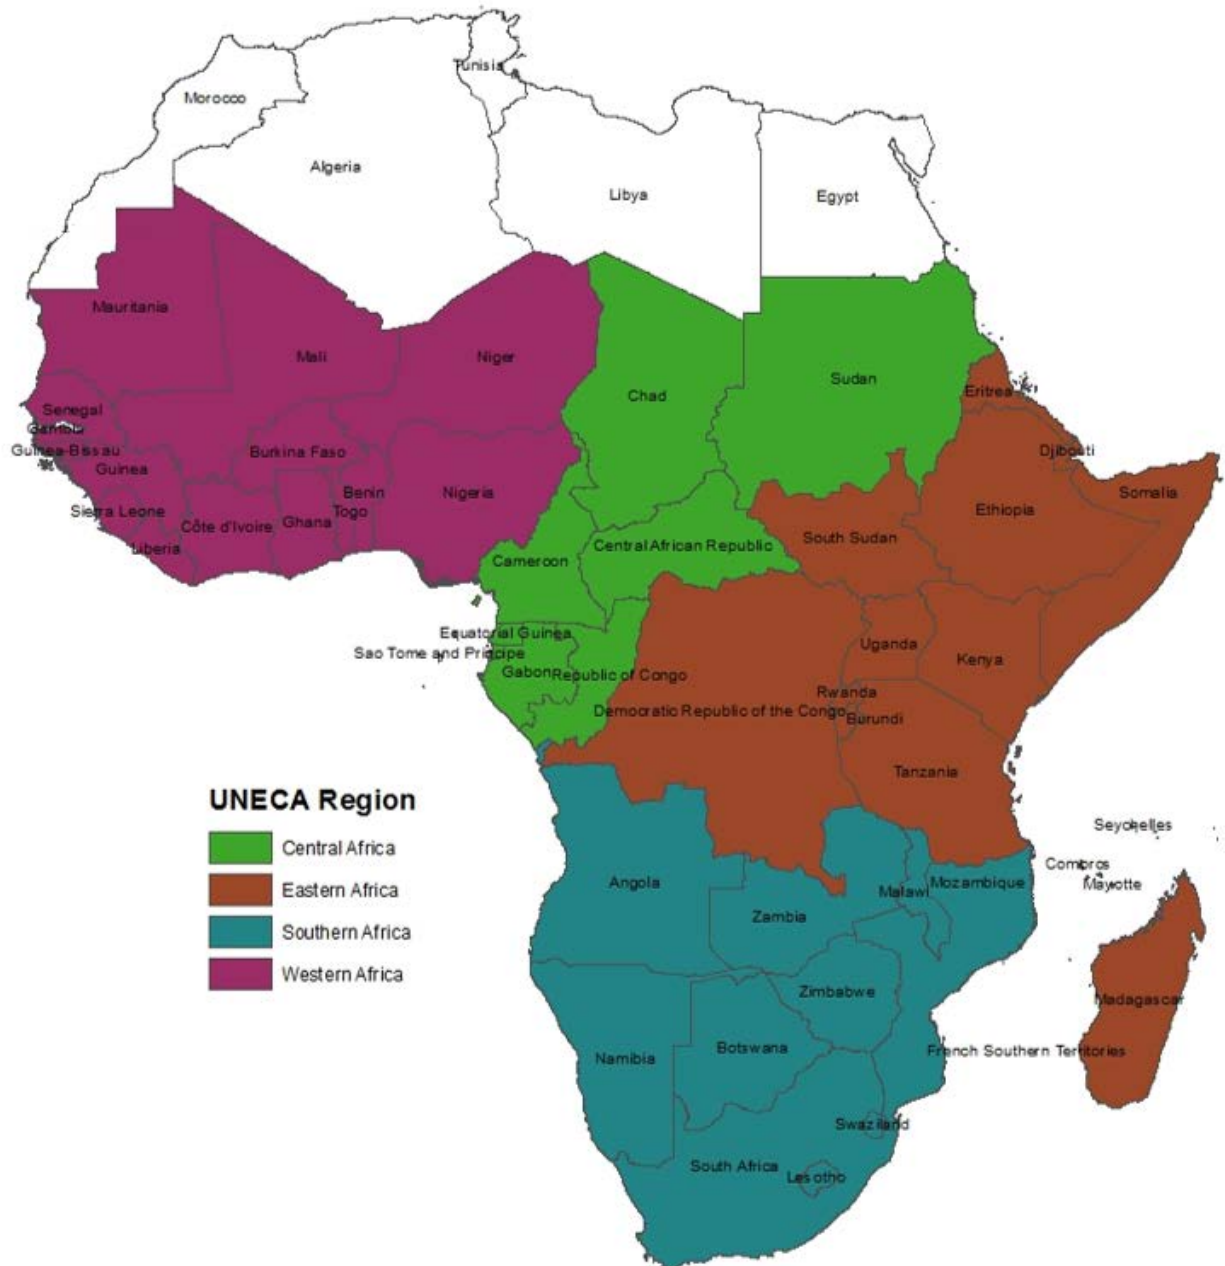 Tunisia
Morocco
Algeria
Libya
Egypt
Mauritania
Mali
Niger
Chad
Sudan
Eritrea
Senegal
Gambia
Guinea-Bissau
Guinea
Burkina Faso
Djibouti
Sierra Leone
Liberia
Côte d'Ivoire
Ghana
Togo
Benin
Nigeria
Ethiopia
Somalia
South Sudan
Central African Republic
Cameroon
Equatorial Guinea
Sao Tome and Principe
Gabon
Republic of Congo
Uganda
Kenya
Rwanda
Democratic Republic of the Congo
Burundi
Tanzania
UNECA Region
Central Africa
Eastern Africa
Southern Africa
Western Africa
Seychelles
Comoros
Mayotte
Angola
Zambia
Malawi
Mozambique
Zimbabwe
Madagascar
Namibia
Botswana
French Southern Territories
Swaziland
South Africa
Lesotho